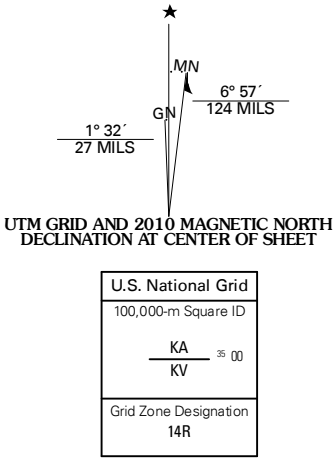 MN
6° 57´
124 MILS
GN
1° 32´
27 MILS
UTM GRID AND 2010 MAGNETIC NORTH
DECLINATION AT CENTER OF SHEET
U.S. National Grid
100,000-m Square ID
KA
35 00
KV
Grid Zone Designation
14R